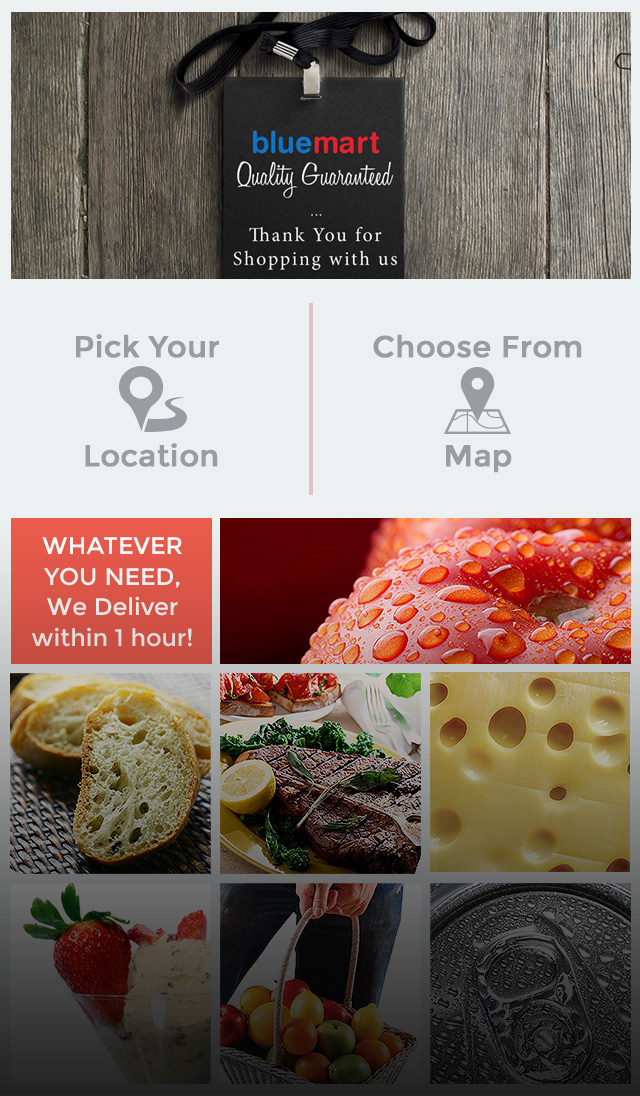 bluemart
Quality Guaranteed
...
Thank You for
Shopping with us
Pick Your
Location
Choose From
Map
WHATEVER
YOU NEED,
We Deliver
within 1 hour!